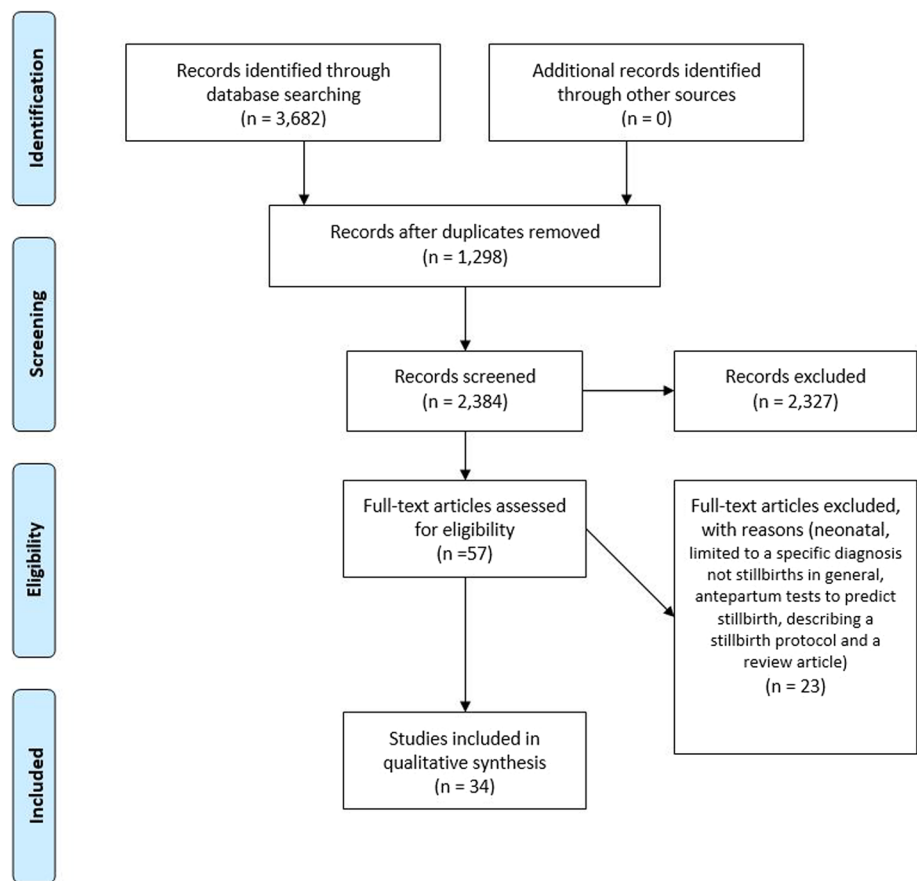 Identification
Records identified through
database searching
(n = 3,682)
Additional records identified
through other sources
(n = 0)
Records after duplicates removed
(n = 1,298)
Screening
Records screened
(n = 2,384)
Records excluded
(n = 2,327)
Eligibility
Full-text articles assessed
for eligibility
(n =57)
Full-text articles excluded,
with reasons (neonatal,
limited to a specific diagnosis
not stillbirths in general,
antepartum tests to predict
stillbirth, describing a
stillbirth protocol and a
review article)
(n = 23)
Included
Studies included in
qualitative synthesis
(n = 34)